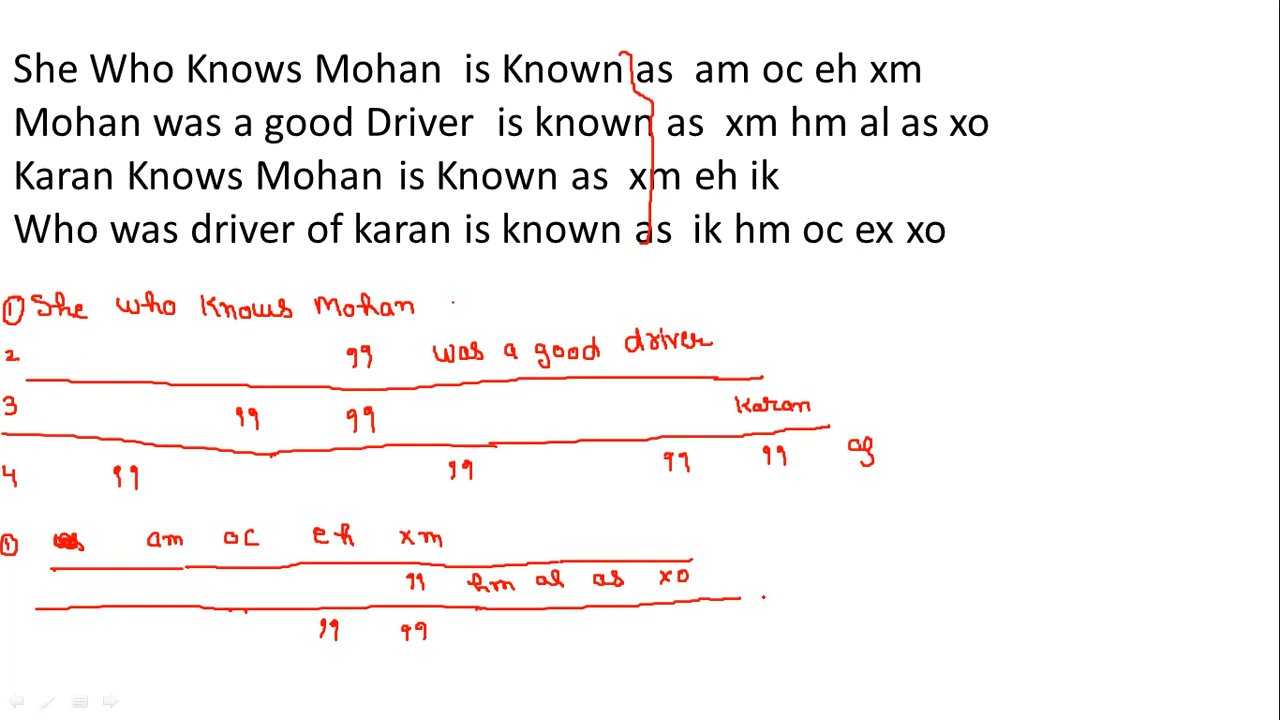 She Who Knows Mohan is Known as am oc eh xm
Mohan was a good Driver is known as xm hm al as xo
Karan Knows Mohan is Known as xm eh ik
Who was driver of karan is known as ik hm oc ex xo
① She who Knows Mohan
2 99 was a good driver
3 99 99 Karan
4 99 99 99 99 of
① am oc eh xm
99 hm al as xo
99 99